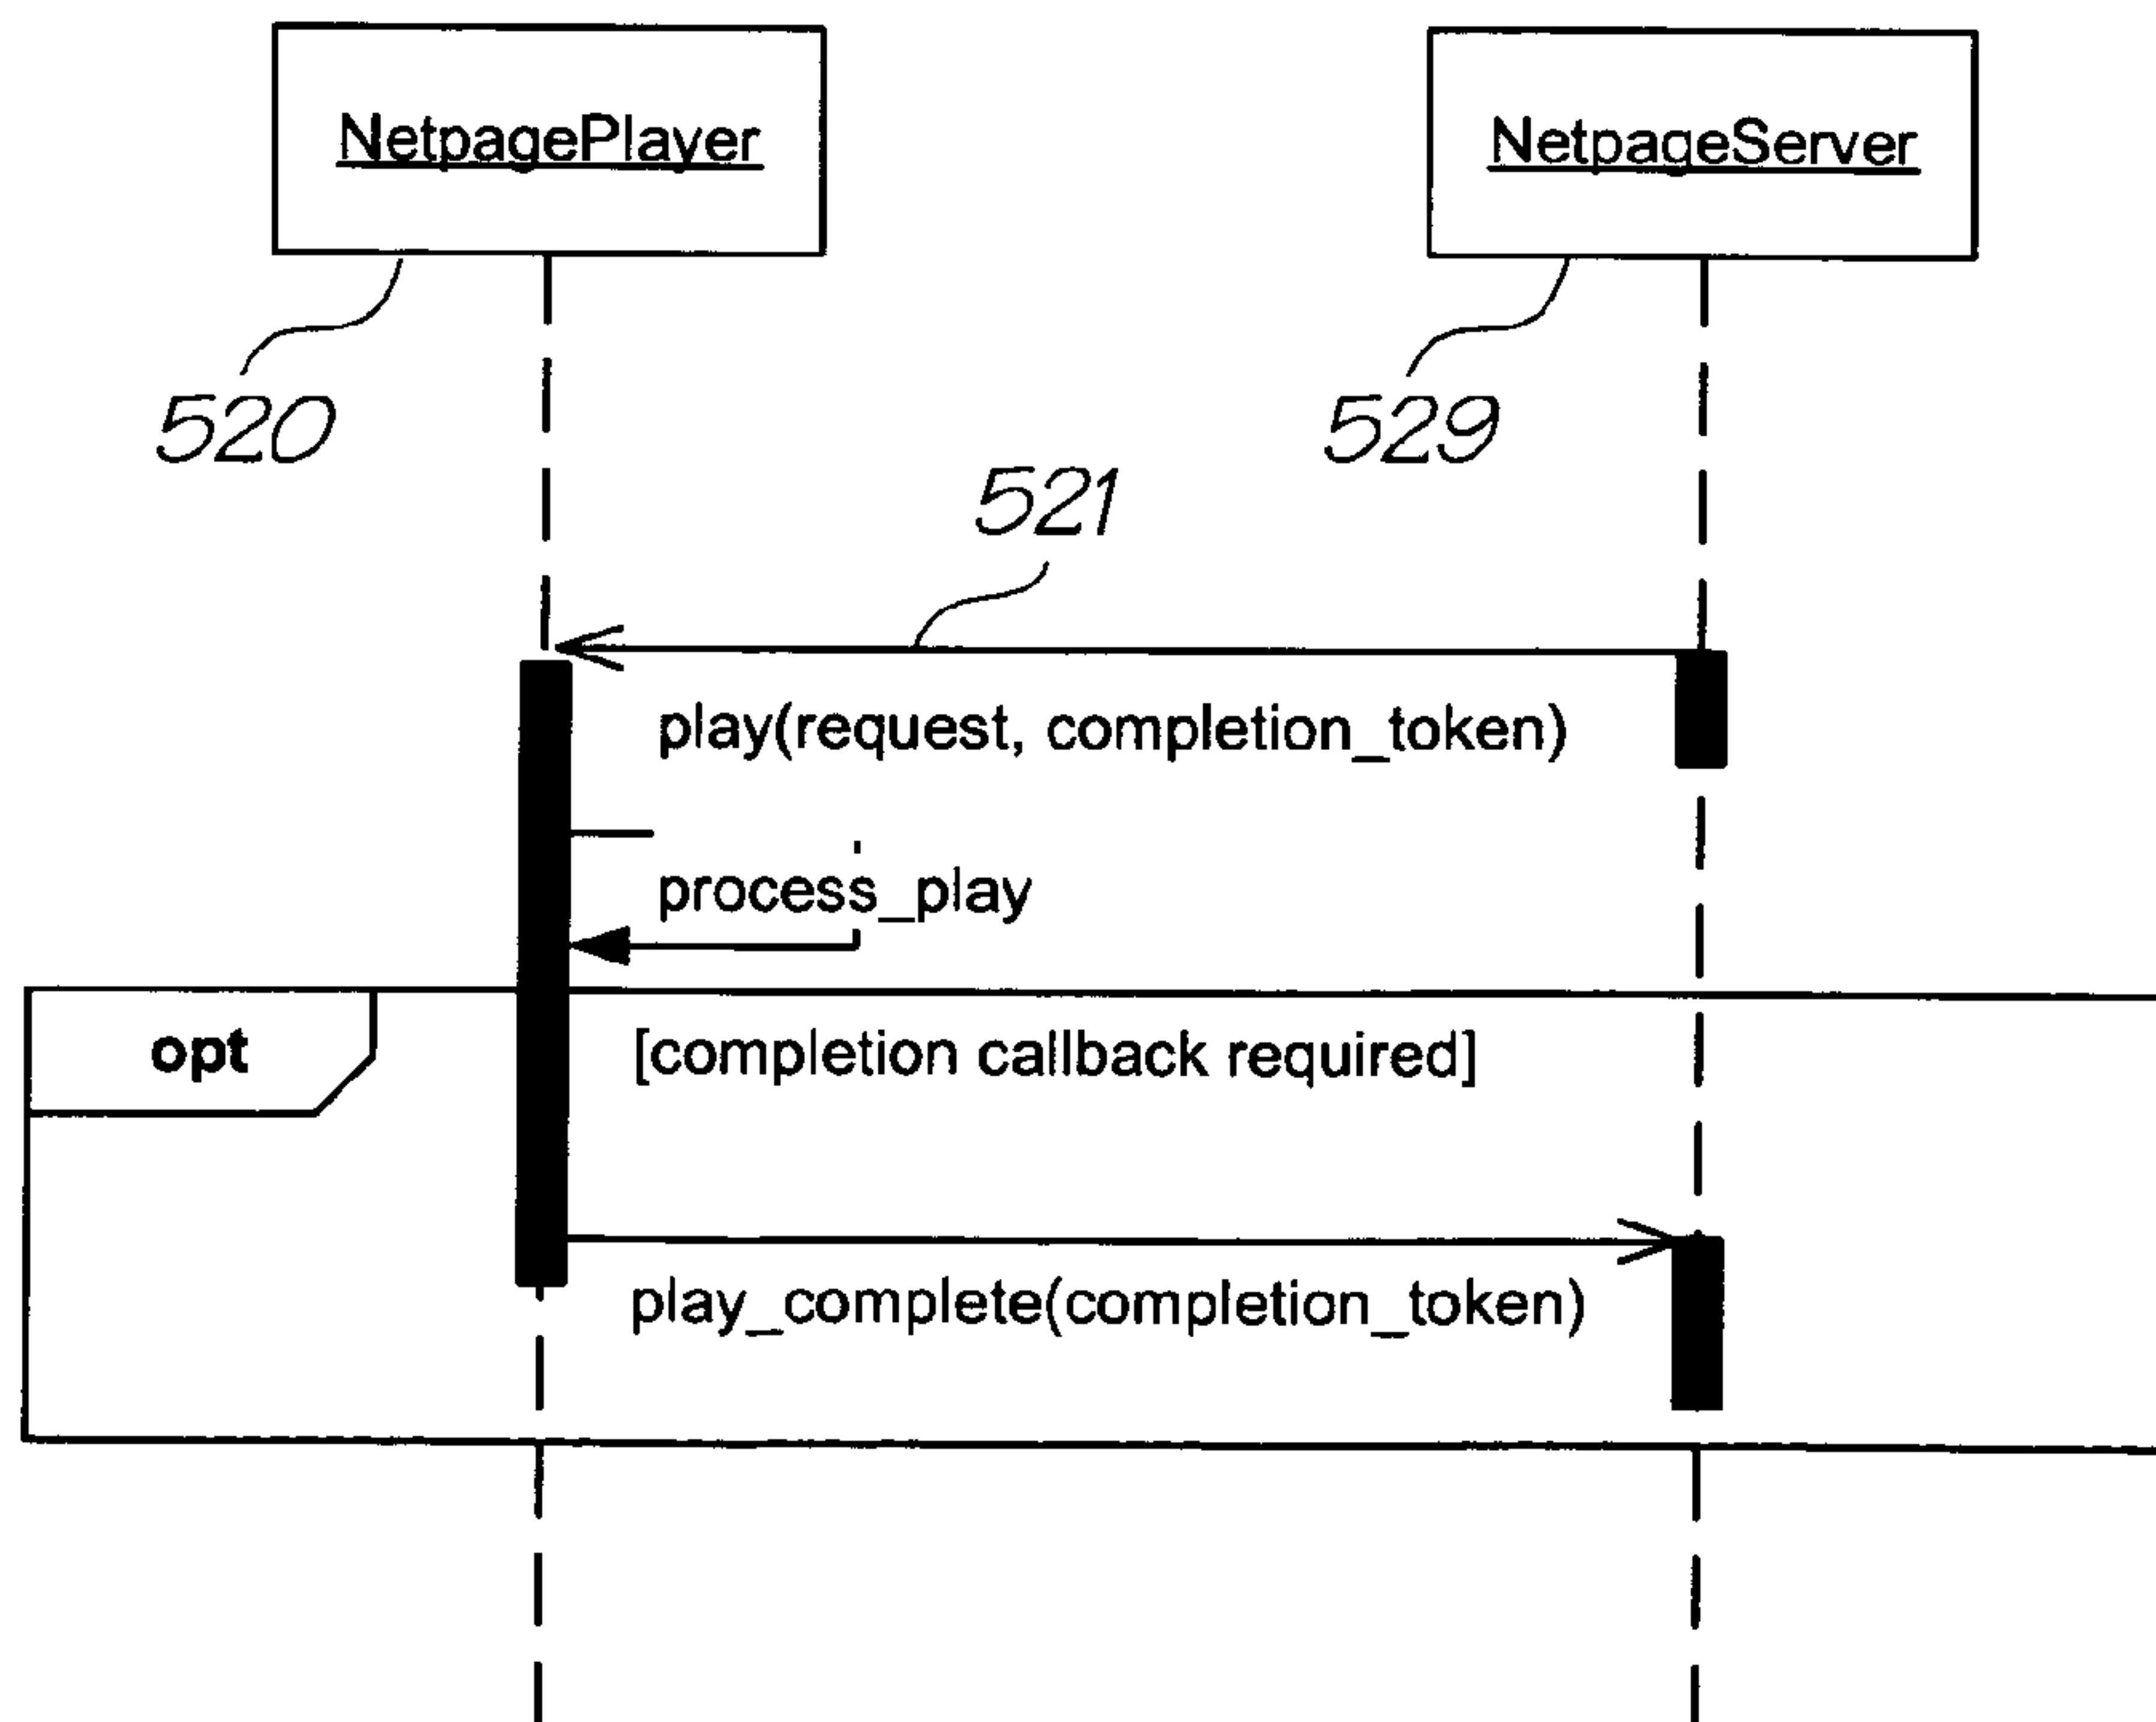 NetpagePlayer
NetpageServer
520
529
521
play(request, completion_token)
process_play
opt
[completion callback required]
play_complete(completion_token)